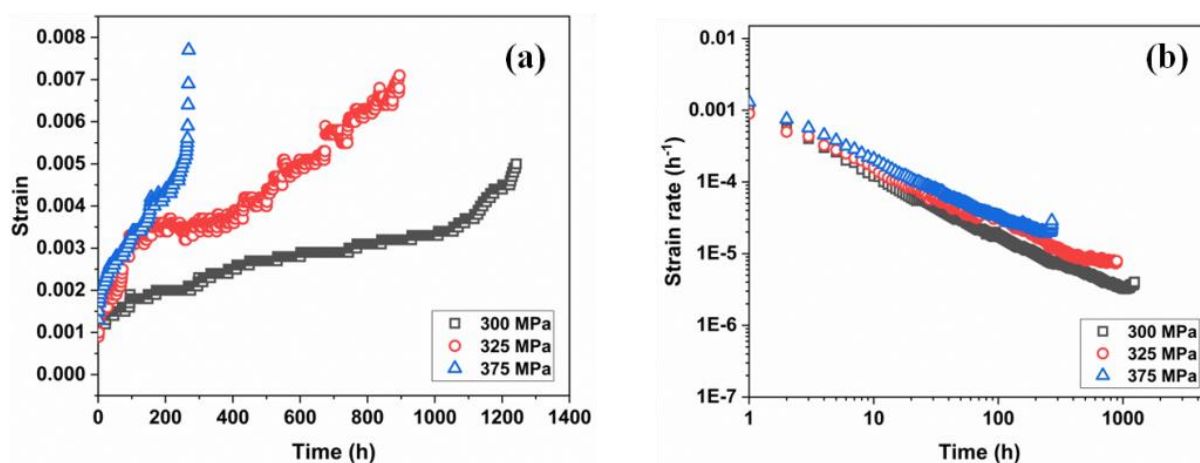 (a)
0.008
0.007
0.006
0.005
0.004
0.003
0.002
0.001
0.000
Strain
300 MPa
325 MPa
375 MPa
0 200 400 600 800 1000 1200 1400
Time (h)
(b)
0.01
0.001
1E-4
1E-5
1E-6
1E-7
Strain rate (h⁻¹)
300 MPa
325 MPa
375 MPa
1 10 100 1000
Time (h)